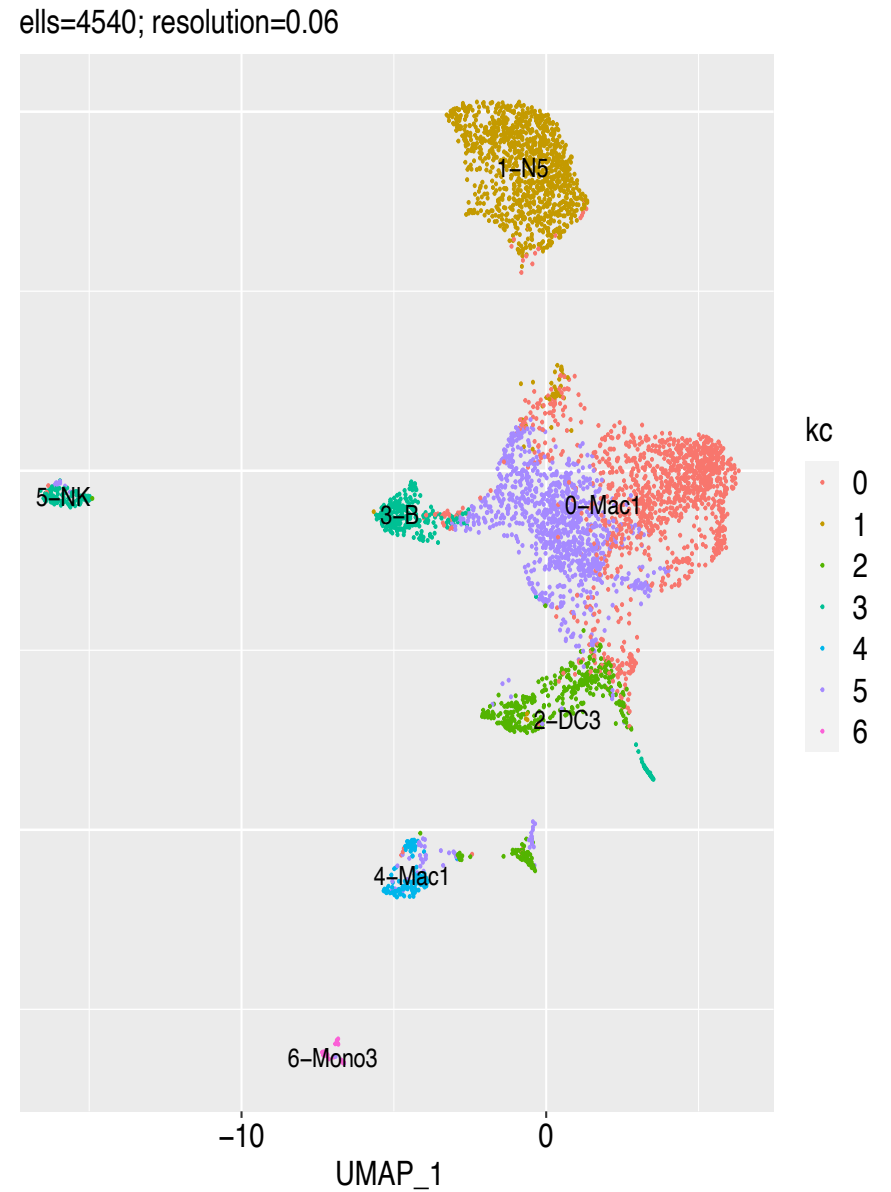 ells=4540; resolution=0.06
1−N5
kc
0
1
2
3
4
5
6
5−NK
3−B
0−Mac1
2−DC3
4−Mac1
6−Mono3
−10
0
UMAP_1